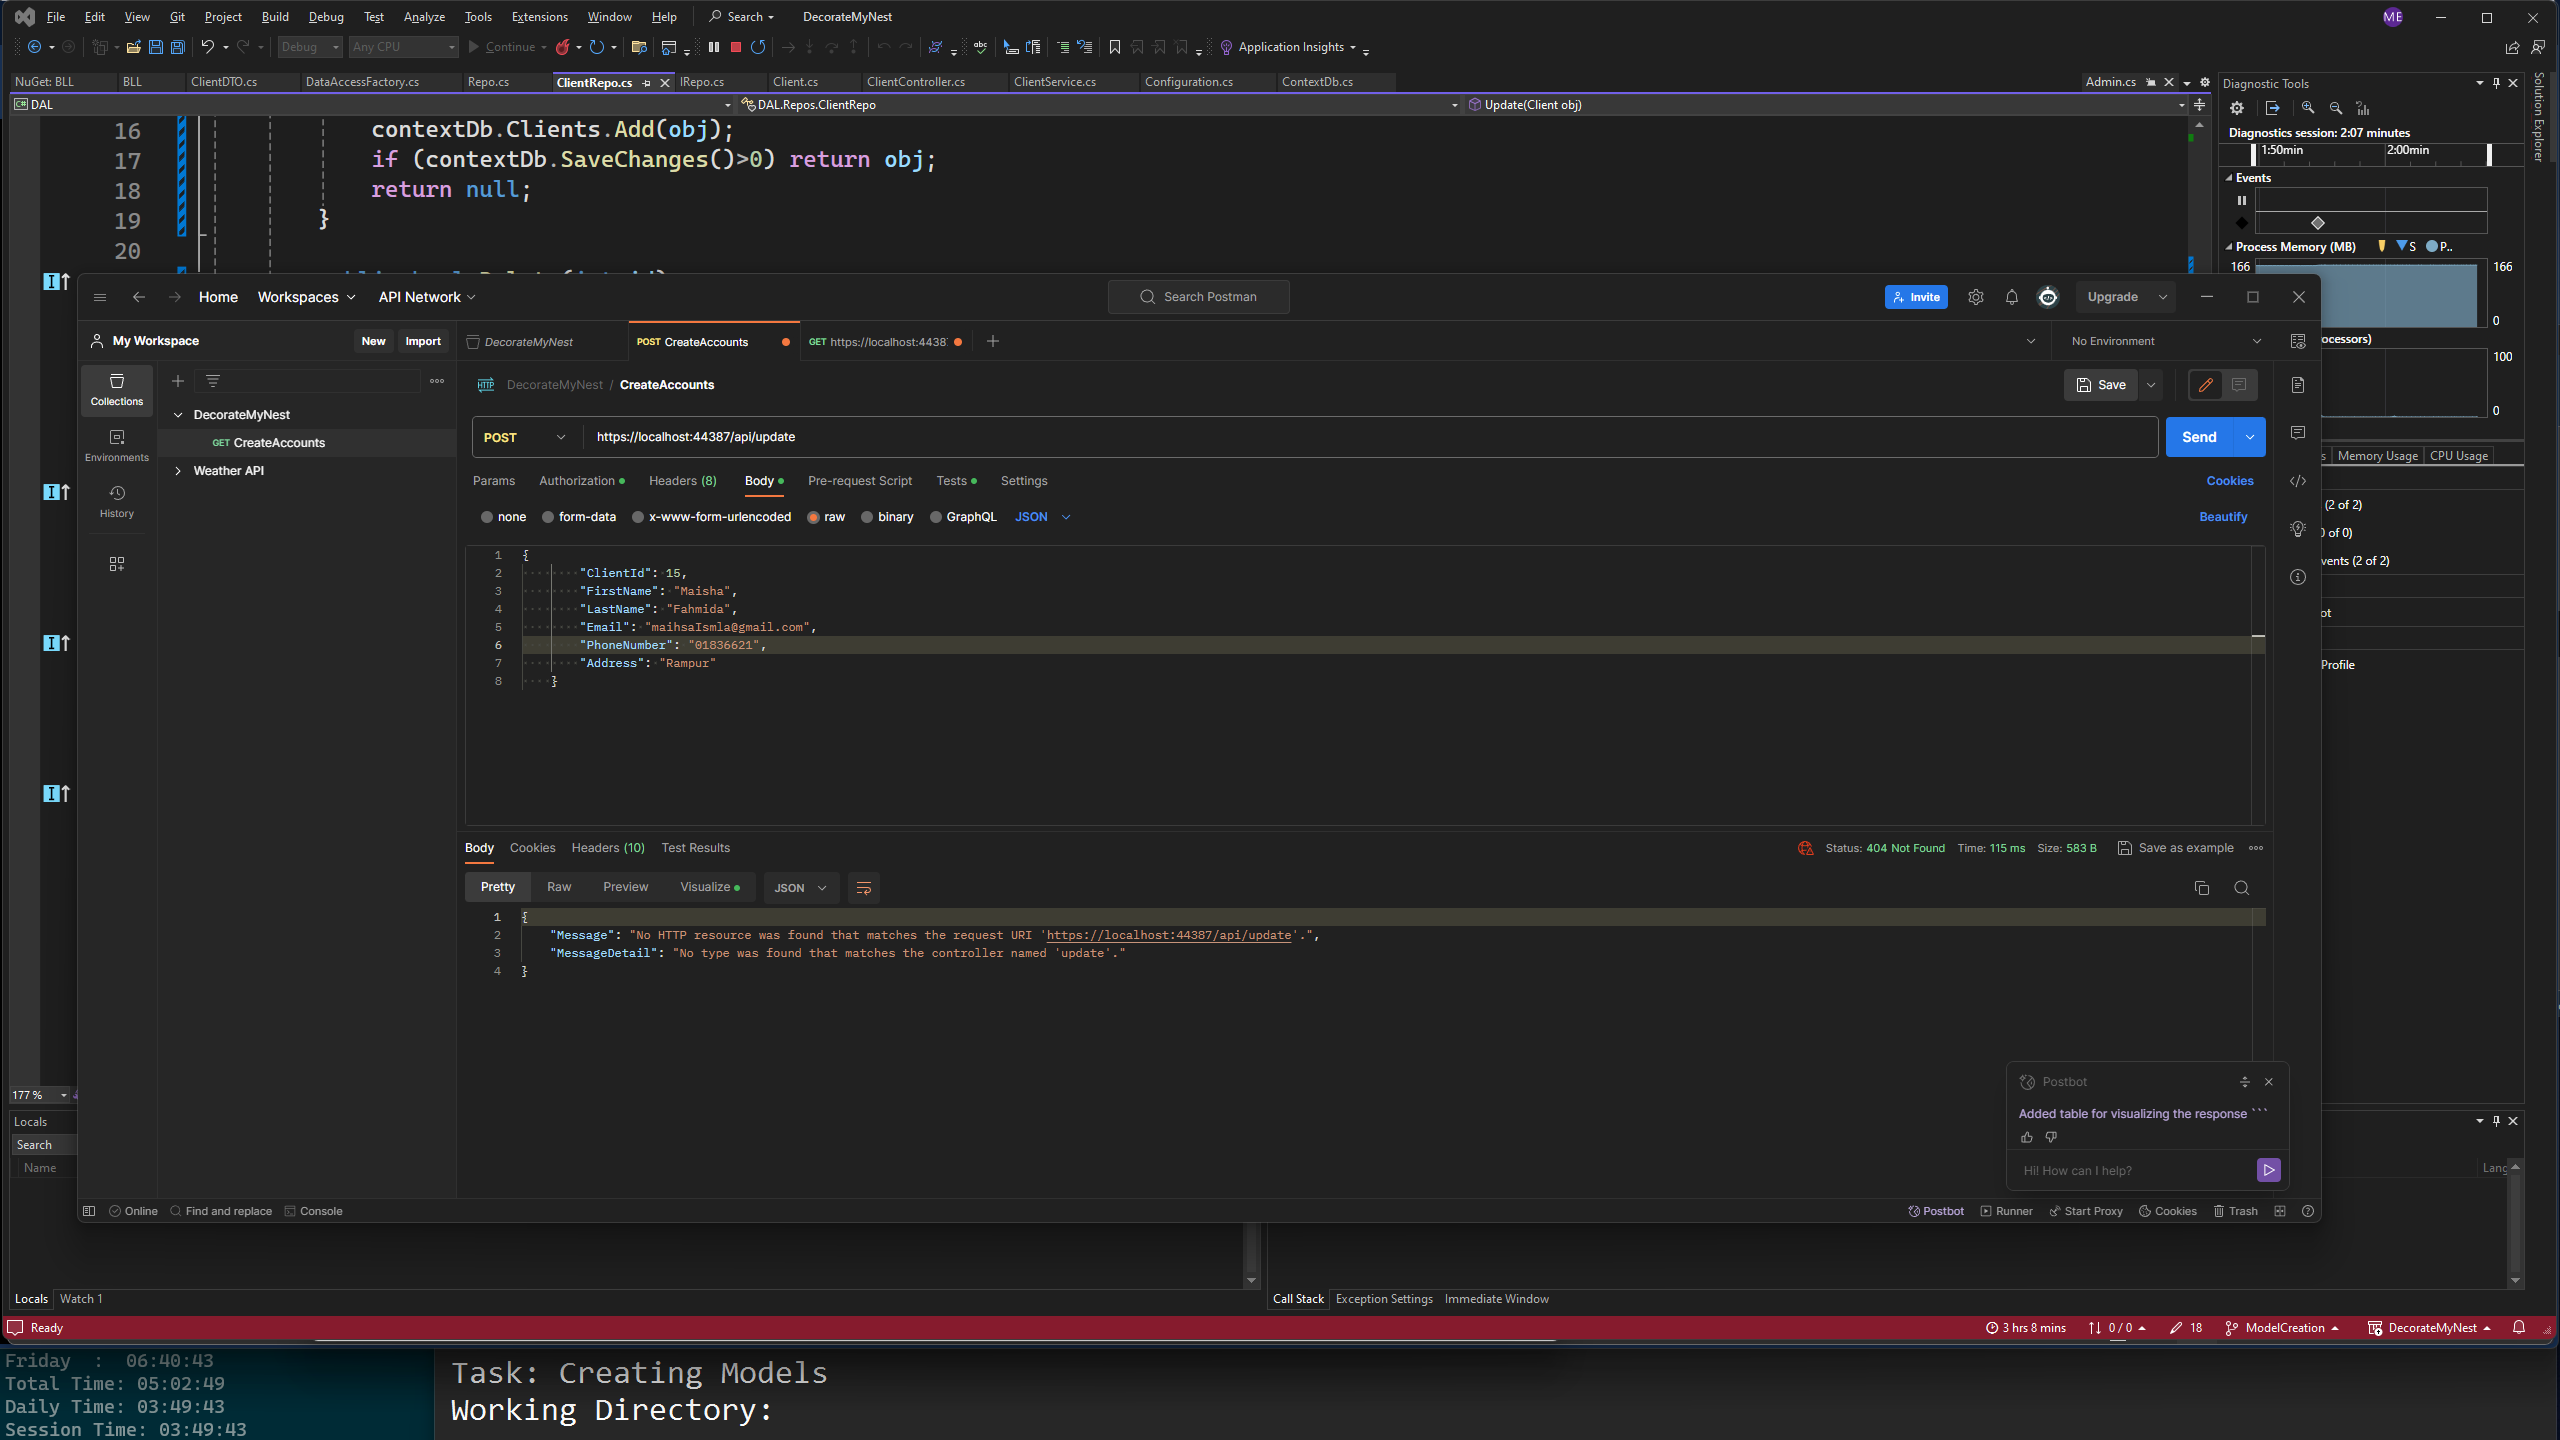 File Edit View Git Project Build Debug Test Analyze Tools Extensions Window Help Search DecorateMyNest ME
Debug Any CPU Continue Application Insights
NuGet: BLL BLL ClientDTO.cs DataAccessFactory.cs Repo.cs ClientRepo.cs IRepo.cs Client.cs ClientController.cs ClientService.cs Configuration.cs ContextDb.cs Admin.cs
DAL DAL.Repos.ClientRepo Update(Client obj)
16 contextDb.Clients.Add(obj);
17 if (contextDb.SaveChanges()>0) return obj;
18 return null;
19 }
20
Diagnostic Tools
Diagnostics session: 2:07 minutes
1:50min 2:00min
Events
Process Memory (MB) S P..
166 166
0
ocessors)
100
0
Memory Usage CPU Usage
(2 of 2)
of 0)
vents (2 of 2)
ot
Profile
Solution Explorer
Home Workspaces API Network Search Postman Invite Upgrade
My Workspace New Import DecorateMyNest POST CreateAccounts GET https://localhost:4438 No Environment
Collections
Environments
History
DecorateMyNest
GET CreateAccounts
Weather API
HTTP DecorateMyNest / CreateAccounts Save
POST https://localhost:44387/api/update Send
Params Authorization Headers (8) Body Pre-request Script Tests Settings Cookies
none form-data x-www-form-urlencoded raw binary GraphQL JSON Beautify
1 {
2 "ClientId": 15,
3 "FirstName": "Maisha",
4 "LastName": "Fahmida",
5 "Email": "maihsaIsmla@gmail.com",
6 "PhoneNumber": "01836621",
7 "Address": "Rampur"
8 }
Body Cookies Headers (10) Test Results Status: 404 Not Found Time: 115 ms Size: 583 B Save as example
Pretty Raw Preview Visualize JSON
1 {
2 "Message": "No HTTP resource was found that matches the request URI 'https://localhost:44387/api/update'.",
3 "MessageDetail": "No type was found that matches the controller named 'update'."
4 }
Postbot
Added table for visualizing the response ```
Hi! How can I help?
Online Find and replace Console Postbot Runner Start Proxy Cookies Trash
177 %
Locals
Search
Name
Lang
Locals Watch 1 Call Stack Exception Settings Immediate Window
Ready 3 hrs 8 mins 0 / 0 18 ModelCreation DecorateMyNest
Friday : 06:40:43
Total Time: 05:02:49
Daily Time: 03:49:43
Session Time: 03:49:43
Task: Creating Models
Working Directory: